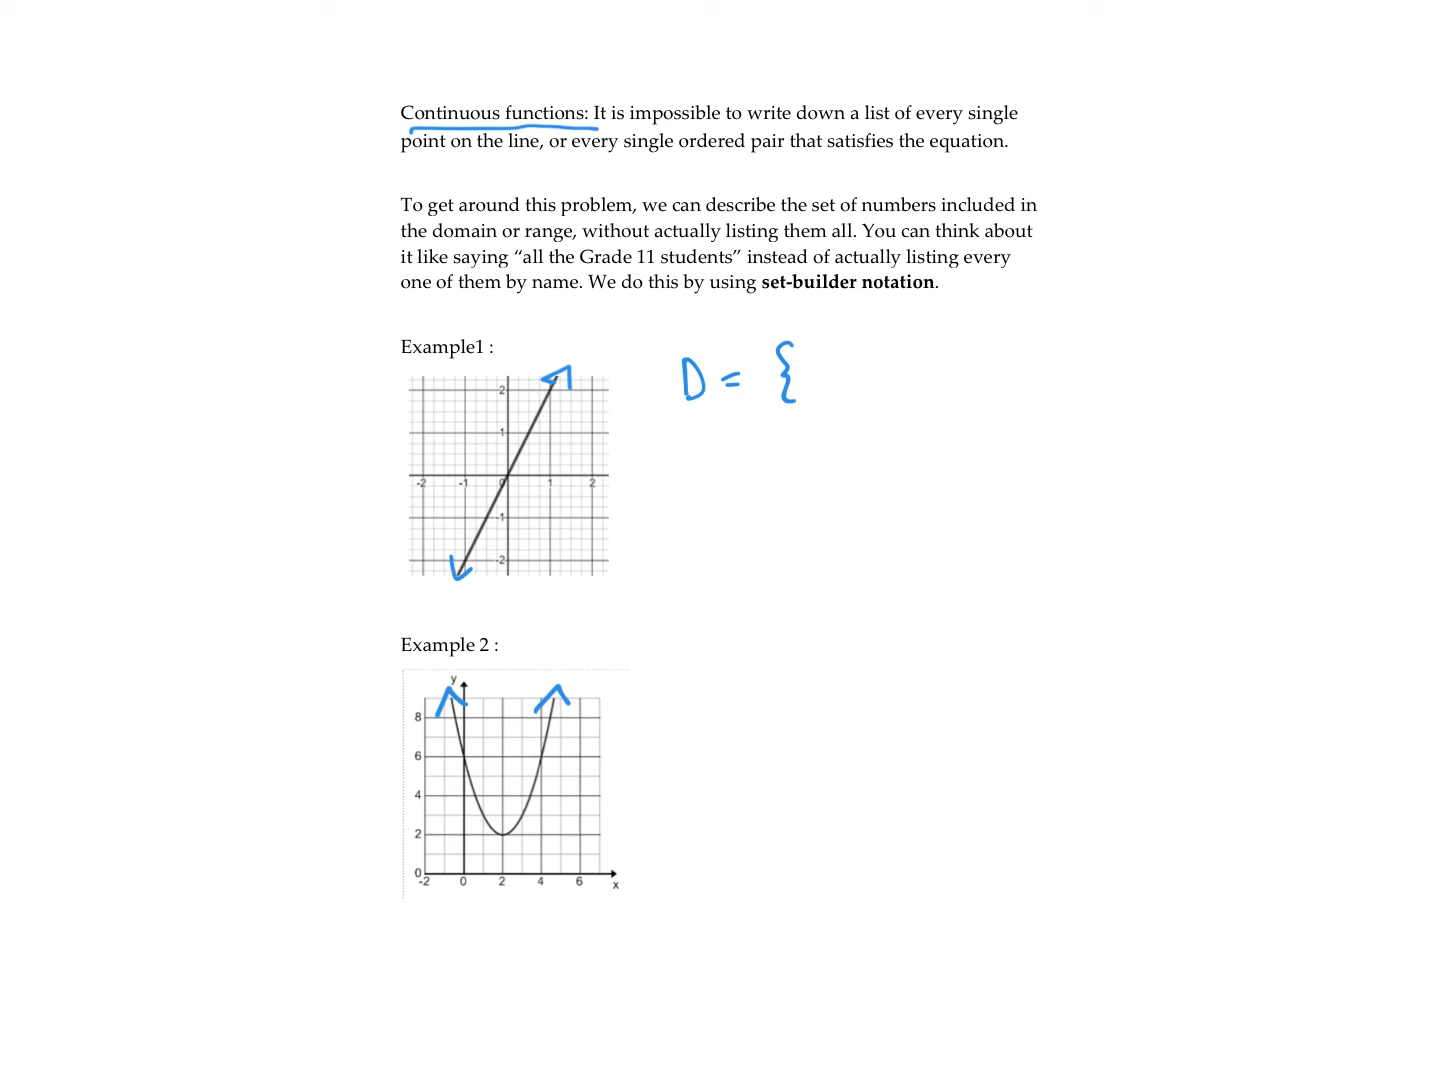 Continuous functions: It is impossible to write down a list of every single
point on the line, or every single ordered pair that satisfies the equation.
To get around this problem, we can describe the set of numbers included in
the domain or range, without actually listing them all. You can think about
it like saying “all the Grade 11 students” instead of actually listing every
one of them by name. We do this by using set-builder notation.
Example1 :
D = {
2
1
-2 -1 0 1 2
-1
-2
Example 2 :
y
8
6
4
2
0
-2 0 2 4 6 x